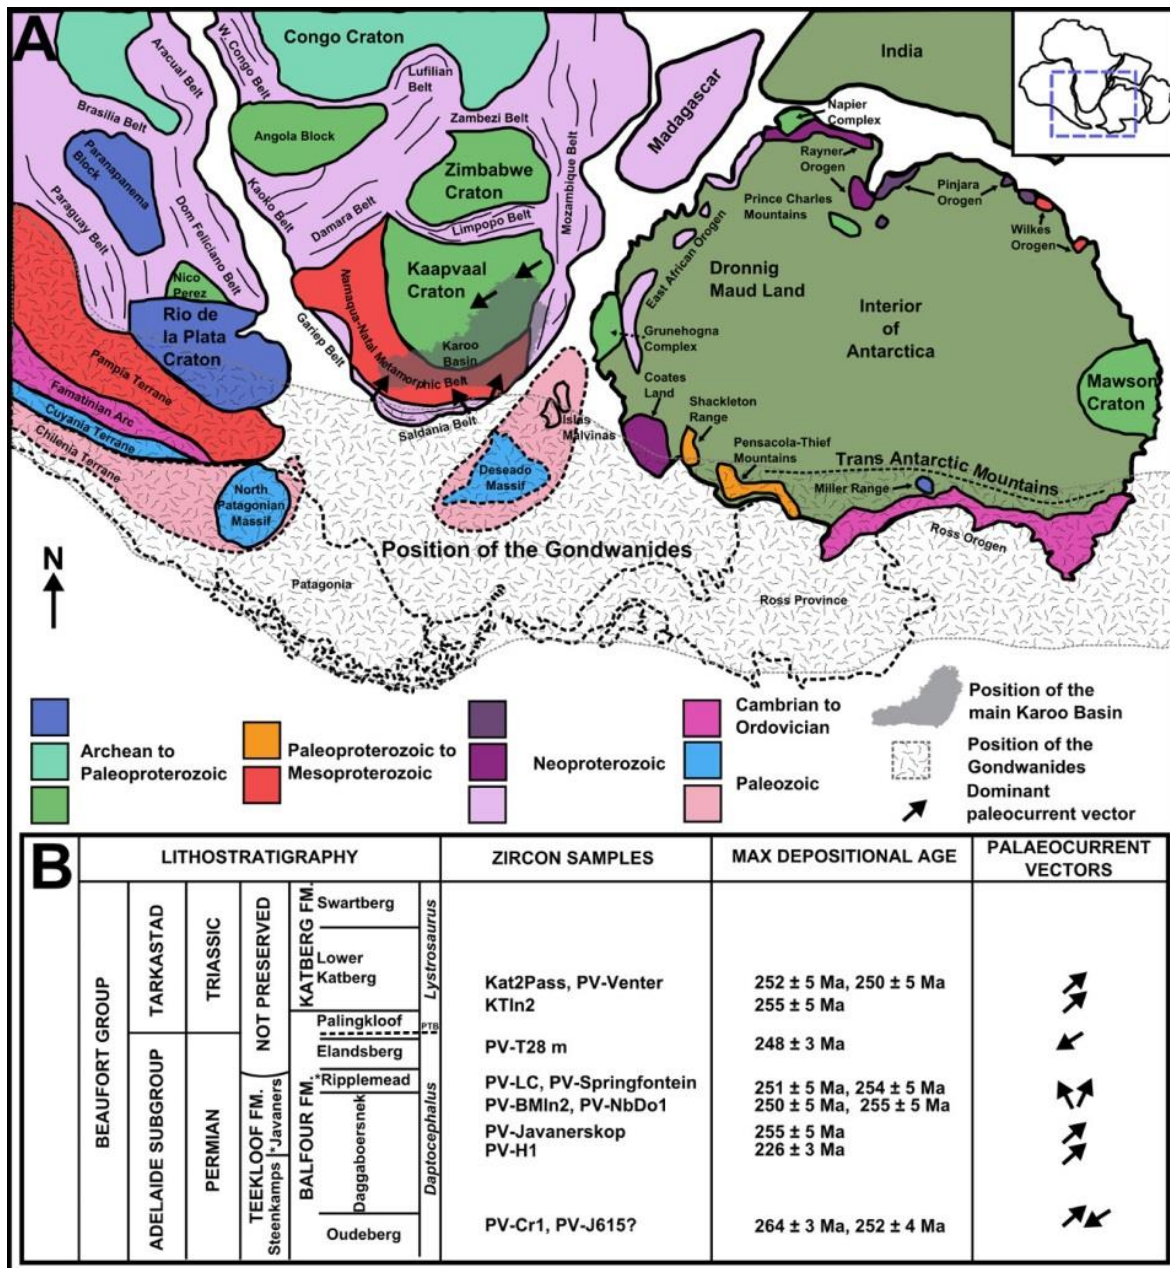 A
Congo Craton
India
Aracual Belt
W. Congo Belt
Lufilian
Belt
Brasilia Belt
Angola Block
Zambezi Belt
Madagascar
Napier
Complex
Paranapanema
Block
Zimbabwe
Craton
Mozambique Belt
Rayner
Orogen
Pinjara
Orogen
Kaoko Belt
Damara Belt
Limpopo Belt
Prince Charles
Mountains
Wilkes
Orogen
Paraguay Belt
Dom Feliciano Belt
East African Orogen
Nico
Perez
Kaapvaal
Craton
Dronnig
Maud Land
Rio de
la Plata
Craton
Namaqua-Natal Metamorphic Belt
Gariep Belt
Karoo
Basin
Interior
of
Antarctica
Grunehogna
Complex
Pampia Terrane
Coates
Land
Mawson
Craton
Famatinian Arc
Shackleton
Range
Cuyania Terrane
Saldania Belt
Islas
Malvinas
Pensacola-Thief
Mountains
Chilenia Terrane
Trans Antarctic Mountains
Deseado
Massif
Miller Range
North
Patagonian
Massif
Ross Orogen
Position of the Gondwanides
N
Patagonia
Ross Province
Archean to
Paleoproterozoic
Paleoproterozoic to
Mesoproterozoic
Neoproterozoic
Cambrian to
Ordovician
Paleozoic
Position of the
main Karoo Basin
Position of the
Gondwanides
Dominant
paleocurrent vector
B
LITHOSTRATIGRAPHY
ZIRCON SAMPLES
MAX DEPOSITIONAL AGE
PALAEOCURRENT
VECTORS
BEAUFORT GROUP
TARKASTAD
TRIASSIC
NOT PRESERVED
KATBERG FM.
Swartberg
Lystrosaurus
Lower
Katberg
Kat2Pass, PV-Venter
252 ± 5 Ma, 250 ± 5 Ma
KTIn2
255 ± 5 Ma
Palingkloof
PTB
ADELAIDE SUBGROUP
PERMIAN
Elandsberg
PV-T28 m
248 ± 3 Ma
TEEKLOOF FM.
*Javaners
Steenkamps
BALFOUR FM.
*Ripplemead
Daptocephalus
PV-LC, PV-Springfontein
251 ± 5 Ma, 254 ± 5 Ma
Daggaboersnek
PV-BMIn2, PV-NbDo1
250 ± 5 Ma, 255 ± 5 Ma
PV-Javanerskop
255 ± 5 Ma
PV-H1
226 ± 3 Ma
Oudeberg
PV-Cr1, PV-J615?
264 ± 3 Ma, 252 ± 4 Ma